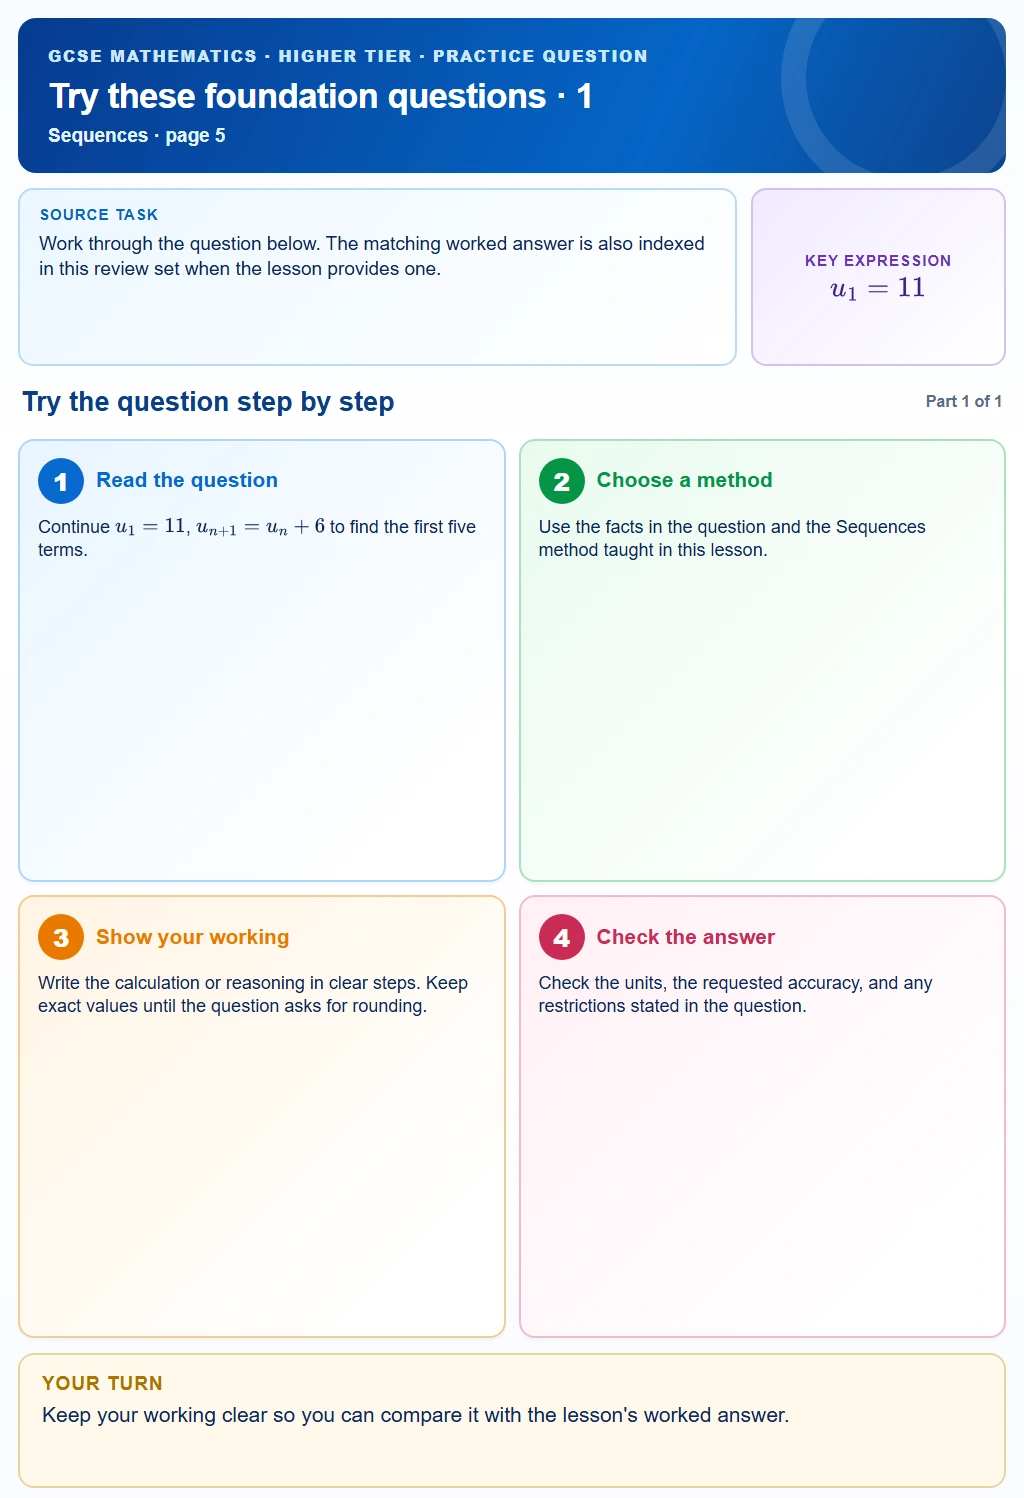 GCSE MATHEMATICS · HIGHER TIER · PRACTICE QUESTION
Try these foundation questions · 1
Sequences · page 5
SOURCE TASK
Work through the question below. The matching worked answer is also indexed
in this review set when the lesson provides one.
KEY EXPRESSION
u₁ = 11
Try the question step by step
Part 1 of 1
1 Read the question
Continue u₁ = 11, uₙ₊₁ = uₙ + 6 to find the first five
terms.
2 Choose a method
Use the facts in the question and the Sequences
method taught in this lesson.
3 Show your working
Write the calculation or reasoning in clear steps. Keep
exact values until the question asks for rounding.
4 Check the answer
Check the units, the requested accuracy, and any
restrictions stated in the question.
YOUR TURN
Keep your working clear so you can compare it with the lesson's worked answer.